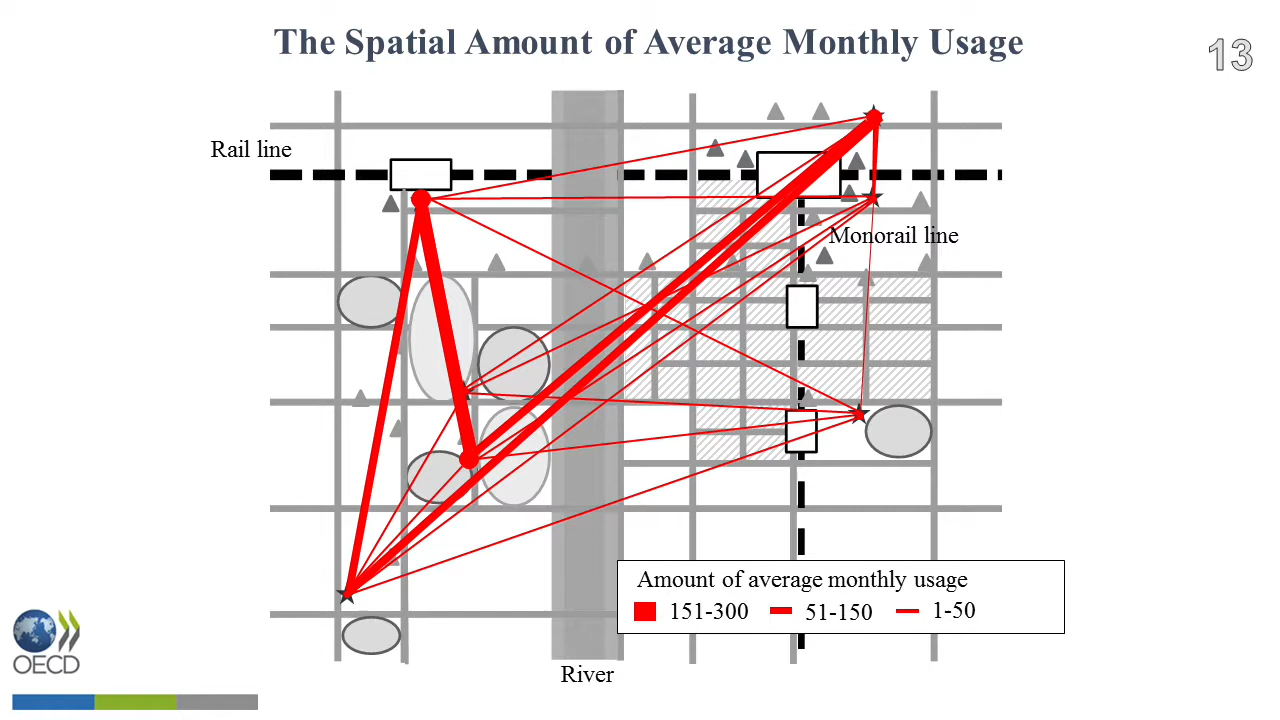 The Spatial Amount of Average Monthly Usage
13
Rail line
Monorail line
Amount of average monthly usage
151-300 51-150 1-50
River
OECD